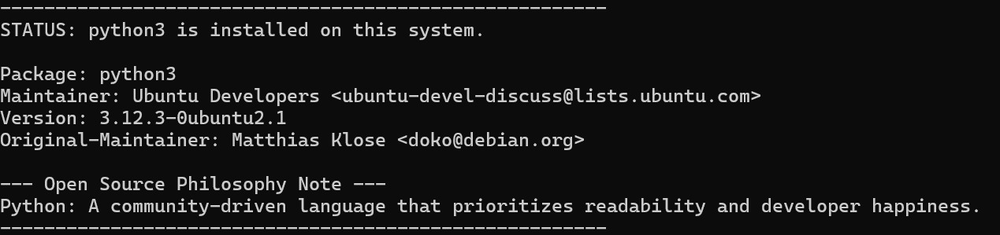 -------------------------------------------------------
STATUS: python3 is installed on this system.
Package: python3
Maintainer: Ubuntu Developers <ubuntu-devel-discuss@lists.ubuntu.com>
Version: 3.12.3-0ubuntu2.1
Original-Maintainer: Matthias Klose <doko@debian.org>
--- Open Source Philosophy Note ---
Python: A community-driven language that prioritizes readability and developer happiness.
-------------------------------------------------------